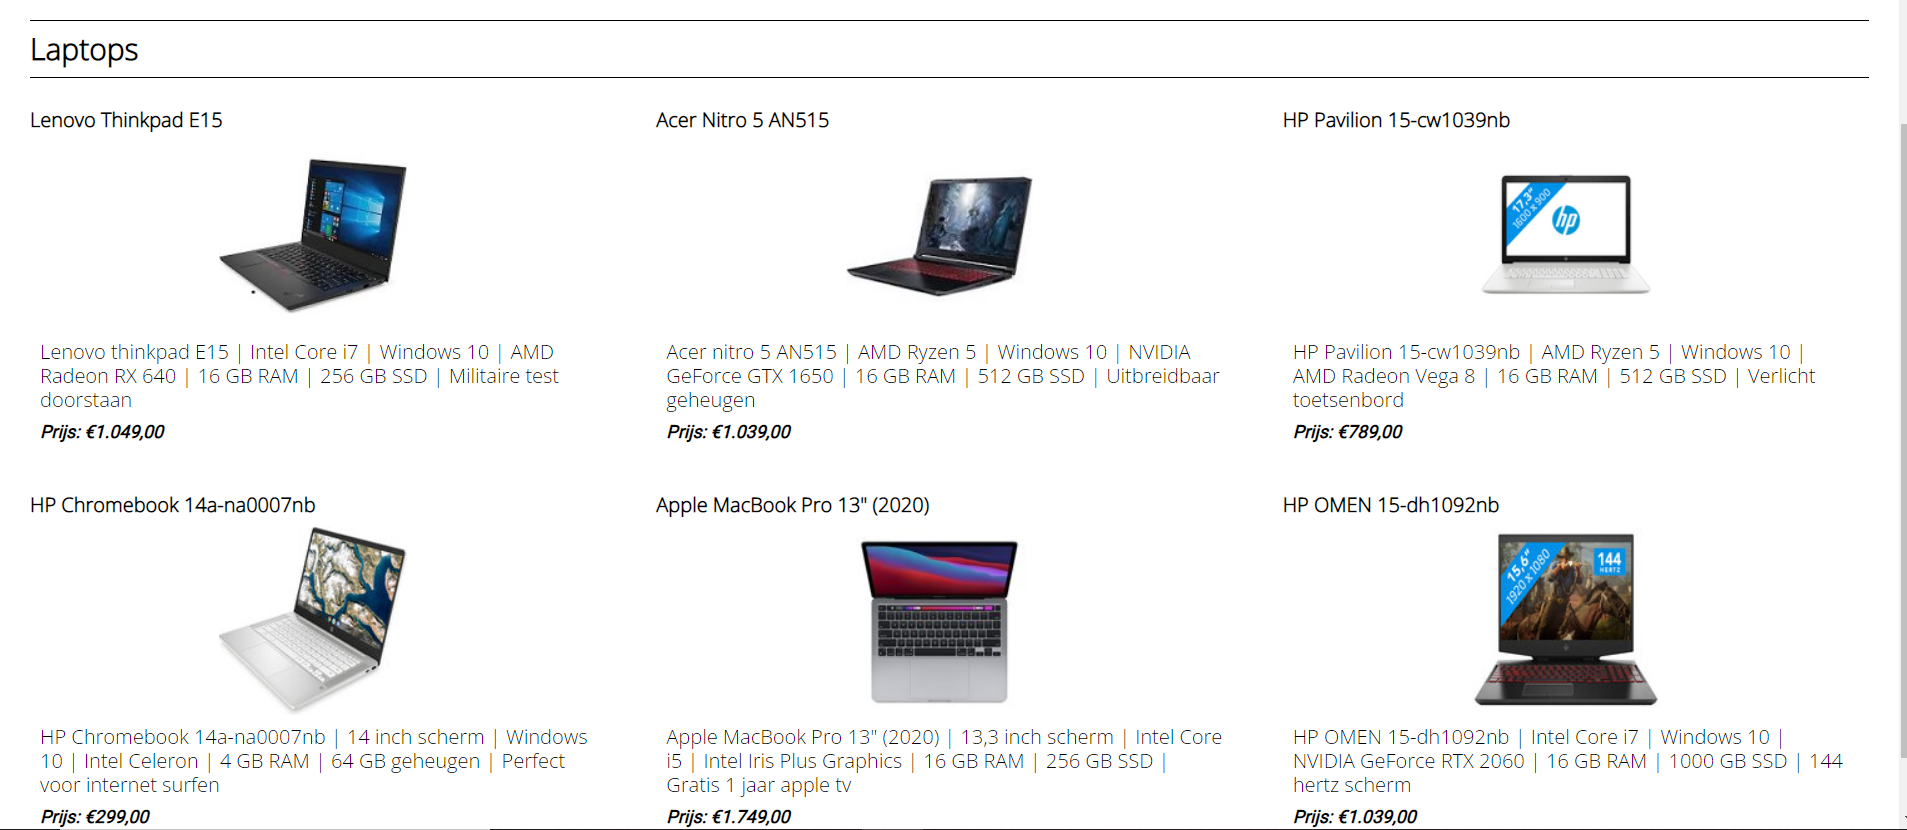 Laptops
Lenovo Thinkpad E15
Acer Nitro 5 AN515
HP Pavilion 15-cw1039nb
17.3"
1600 x 900
hp
Lenovo thinkpad E15 | Intel Core i7 | Windows 10 | AMD
Radeon RX 640 | 16 GB RAM | 256 GB SSD | Militaire test
doorstaan
Prijs: €1.049,00
Acer nitro 5 AN515 | AMD Ryzen 5 | Windows 10 | NVIDIA
GeForce GTX 1650 | 16 GB RAM | 512 GB SSD | Uitbreidbaar
geheugen
Prijs: €1.039,00
HP Pavilion 15-cw1039nb | AMD Ryzen 5 | Windows 10 |
AMD Radeon Vega 8 | 16 GB RAM | 512 GB SSD | Verlicht
toetsenbord
Prijs: €789,00
HP Chromebook 14a-na0007nb
Apple MacBook Pro 13" (2020)
HP OMEN 15-dh1092nb
15,6"
1920 x 1080
144
HERTZ
HP Chromebook 14a-na0007nb | 14 inch scherm | Windows
10 | Intel Celeron | 4 GB RAM | 64 GB geheugen | Perfect
voor internet surfen
Prijs: €299,00
Apple MacBook Pro 13" (2020) | 13,3 inch scherm | Intel Core
i5 | Intel Iris Plus Graphics | 16 GB RAM | 256 GB SSD |
Gratis 1 jaar apple tv
Prijs: €1.749,00
HP OMEN 15-dh1092nb | Intel Core i7 | Windows 10 |
NVIDIA GeForce RTX 2060 | 16 GB RAM | 1000 GB SSD | 144
hertz scherm
Prijs: €1.039,00